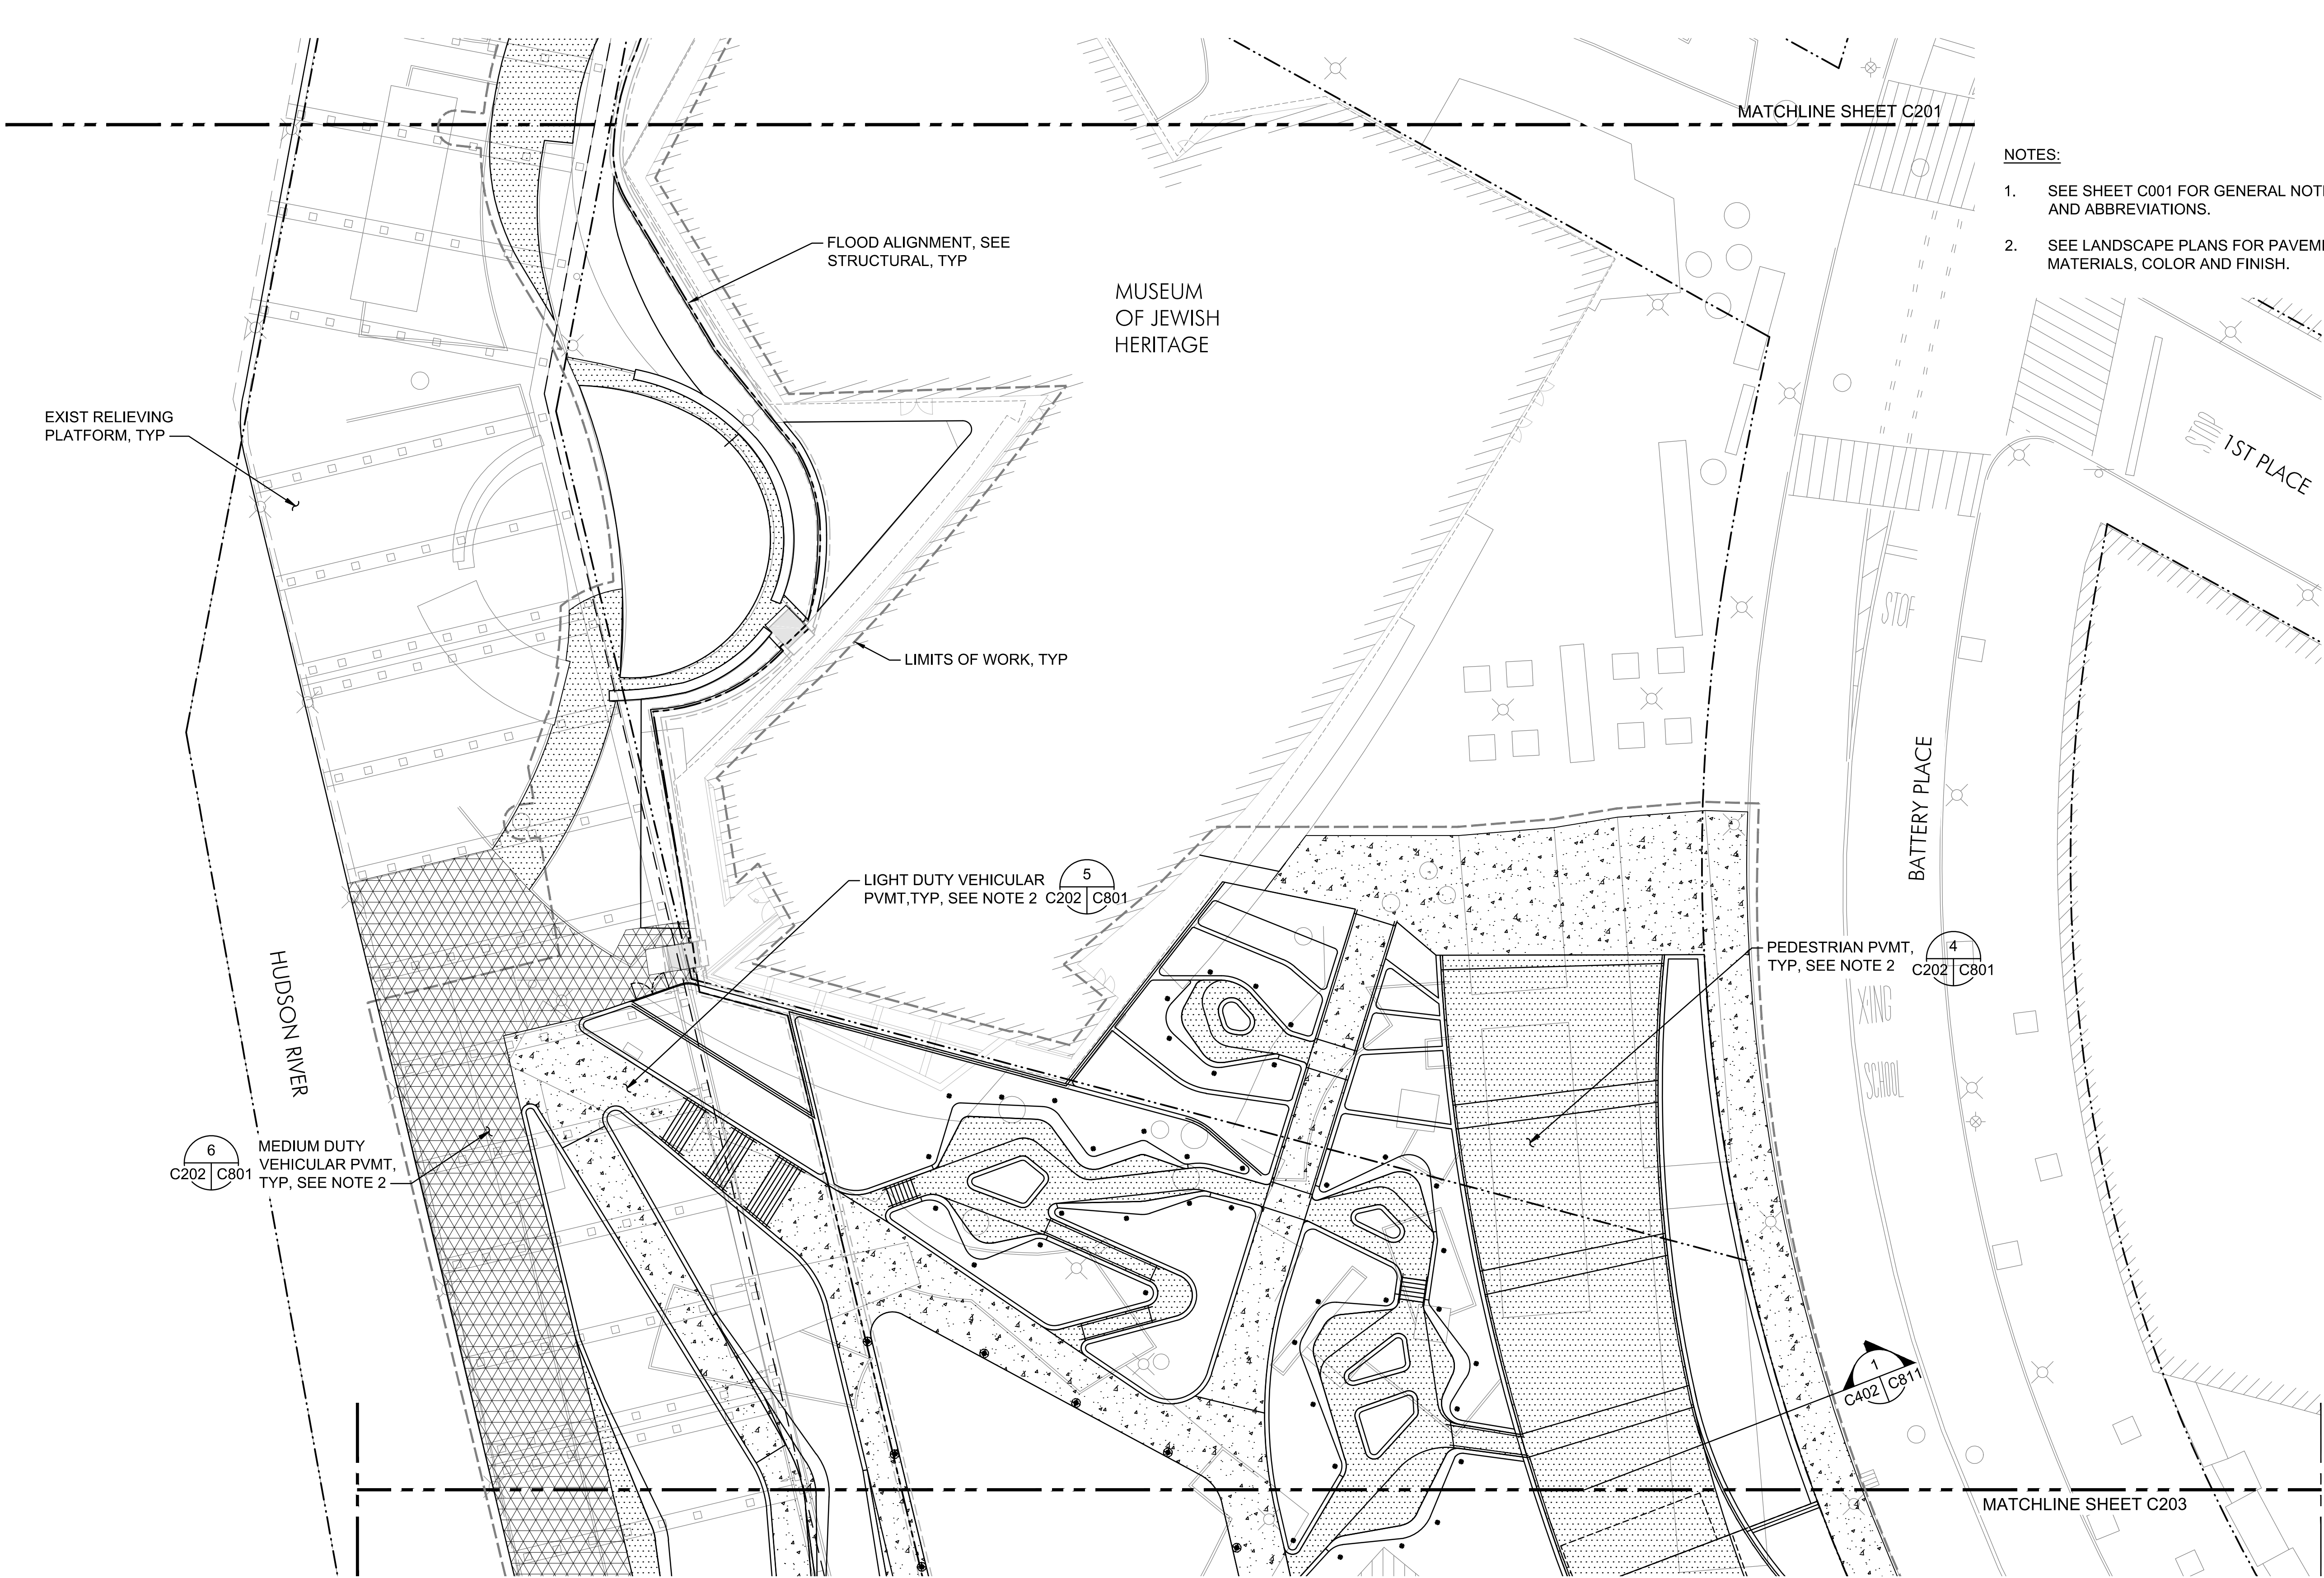 MATCHLINE SHEET C201
NOTES:
1. SEE SHEET C001 FOR GENERAL
AND ABBREVIATIONS.
2. SEE LANDSCAPE PLANS FOR
MATERIALS, COLOR AND FINISH.
FLOOD ALIGNMENT, SEE
STRUCTURAL, TYP
MUSEUM
OF JEWISH
HERITAGE
EXIST RELIEVING
PLATFORM, TYP
STOP
1ST PLACE
LIMITS OF WORK, TYP
BATTERY PLACE
LIGHT DUTY VEHICULAR
PVMT,TYP, SEE NOTE 2
5
C202 C801
PEDESTRIAN PVMT,
TYP, SEE NOTE 2
4
C202 C801
HUDSON RIVER
XING
SCHOOL
6
C202 C801
MEDIUM DUTY
VEHICULAR PVMT,
TYP, SEE NOTE 2
1
C402 C811
MATCHLINE SHEET C203